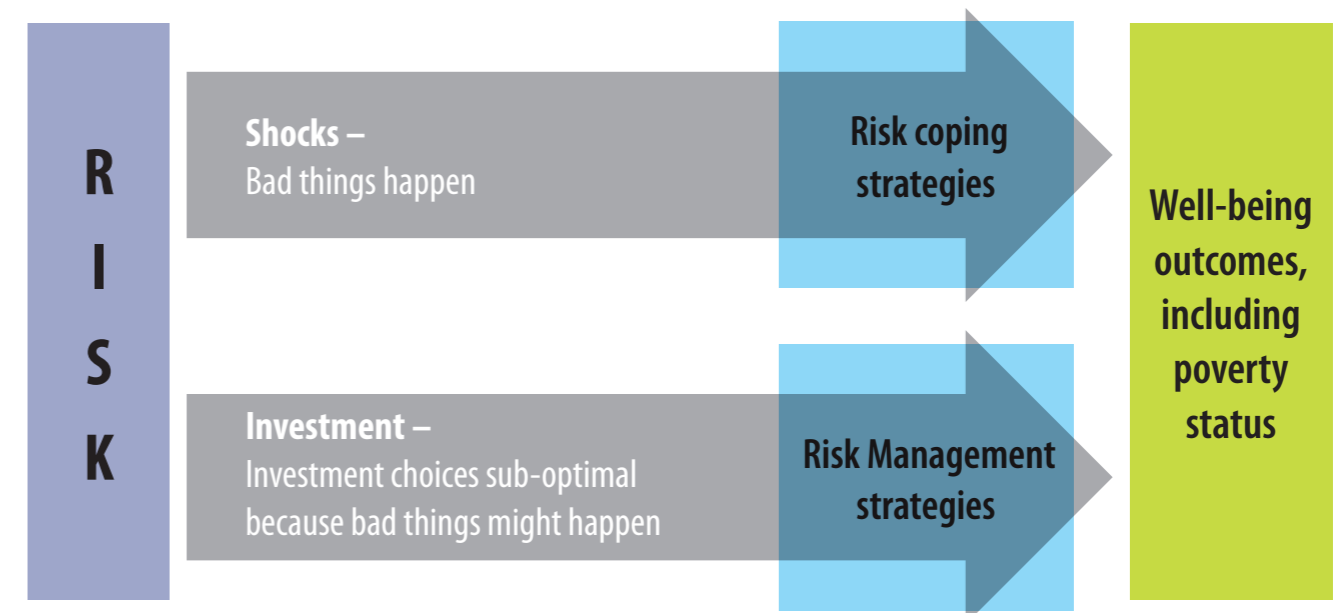 R
I
S
K
Shocks –
Bad things happen
Risk coping
strategies
Investment –
Investment choices sub-optimal
because bad things might happen
Risk Management
strategies
Well-being
outcomes,
including
poverty
status